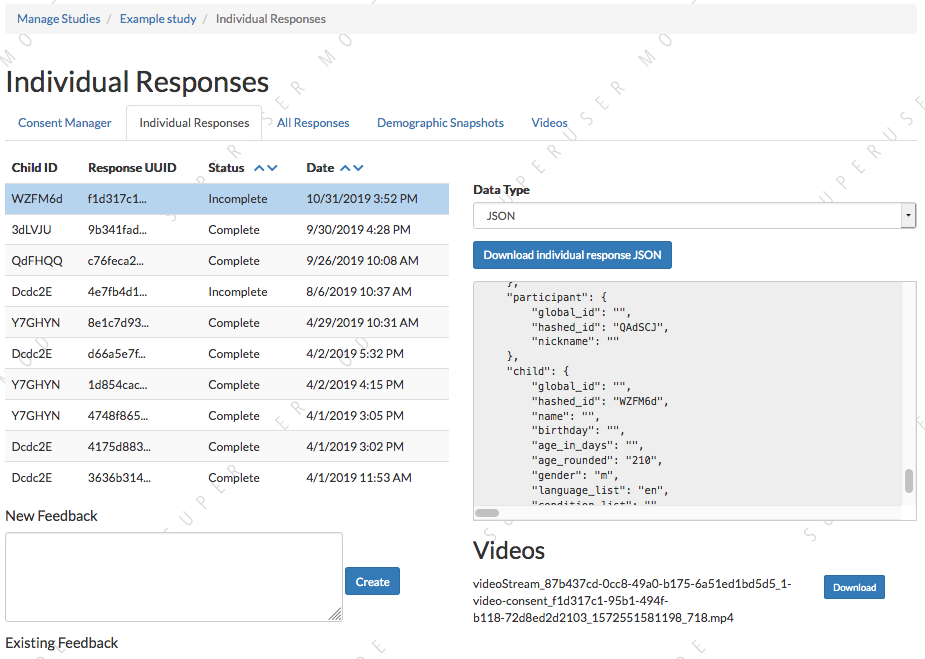 Manage Studies / Example study / Individual Responses
Individual Responses
Consent Manager Individual Responses All Responses Demographic Snapshots Videos
Child ID Response UUID Status Date
WZFM6d f1d317c1... Incomplete 10/31/2019 3:52 PM
3dLVJU 9b341fad... Complete 9/30/2019 4:28 PM
QdFHQQ c76feca2... Complete 9/26/2019 10:08 AM
Dcdc2E 4e7fb4d1... Incomplete 8/6/2019 10:37 AM
Y7GHYN 8e1c7d93... Complete 4/29/2019 10:31 AM
Dcdc2E d66a5e7f... Complete 4/2/2019 5:32 PM
Y7GHYN 1d854cac... Complete 4/2/2019 4:15 PM
Y7GHYN 4748f865... Complete 4/1/2019 3:05 PM
Dcdc2E 4175d883... Complete 4/1/2019 3:02 PM
Dcdc2E 3636b314... Complete 4/1/2019 11:53 AM
New Feedback
Create
Existing Feedback
Data Type
JSON
Download individual response JSON
},
"participant": {
"global_id": "",
"hashed_id": "QAdSCJ",
"nickname": ""
},
"child": {
"global_id": "",
"hashed_id": "WZFM6d",
"name": "",
"birthday": "",
"age_in_days": "",
"age_rounded": "210",
"gender": "m",
"language_list": "en",
"condition_list": ""
Videos
videoStream_87b437cd-0cc8-49a0-b175-6a51ed1bd5d5_1-
video-consent_f1d317c1-95b1-494f-
b118-72d8ed2d2103_1572551581198_718.mp4
Download
SUPERUSER MO